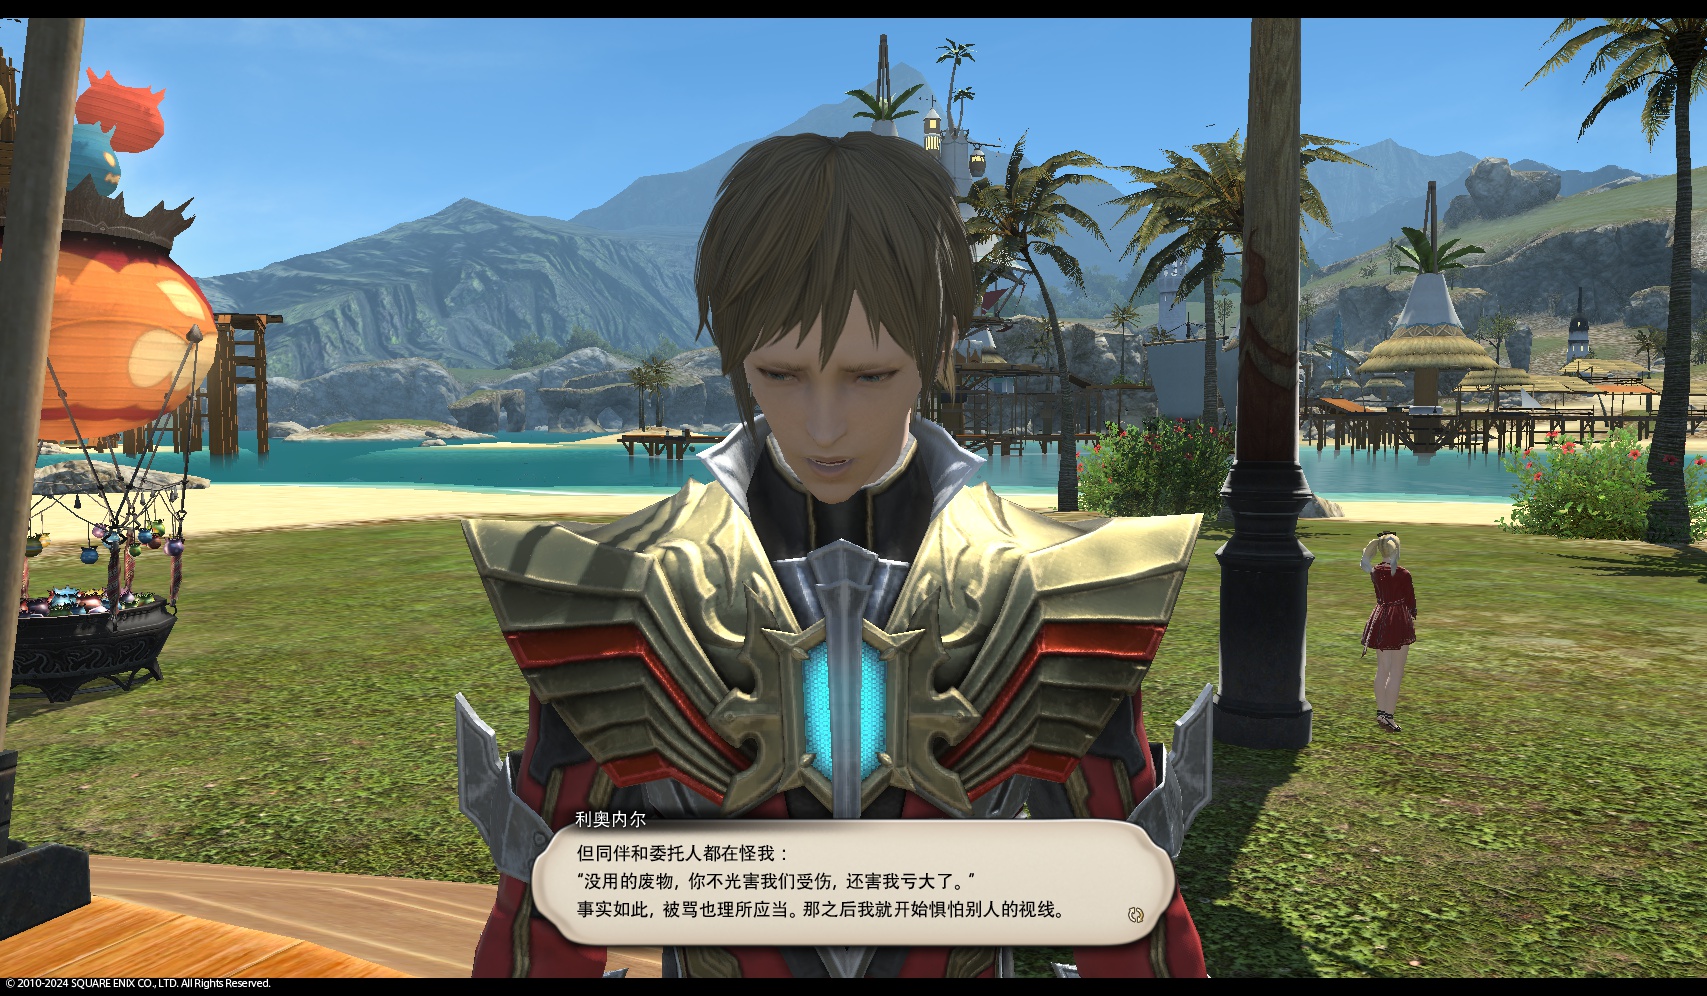 利奥内尔
但同伴和委托人都在怪我：
“没用的废物，你不光害我们受伤，还害我亏大了。”
事实如此，被骂也理所应当。那之后我就开始惧怕别人的视线。
© 2010-2024 SQUARE ENIX CO., LTD. All Rights Reserved.